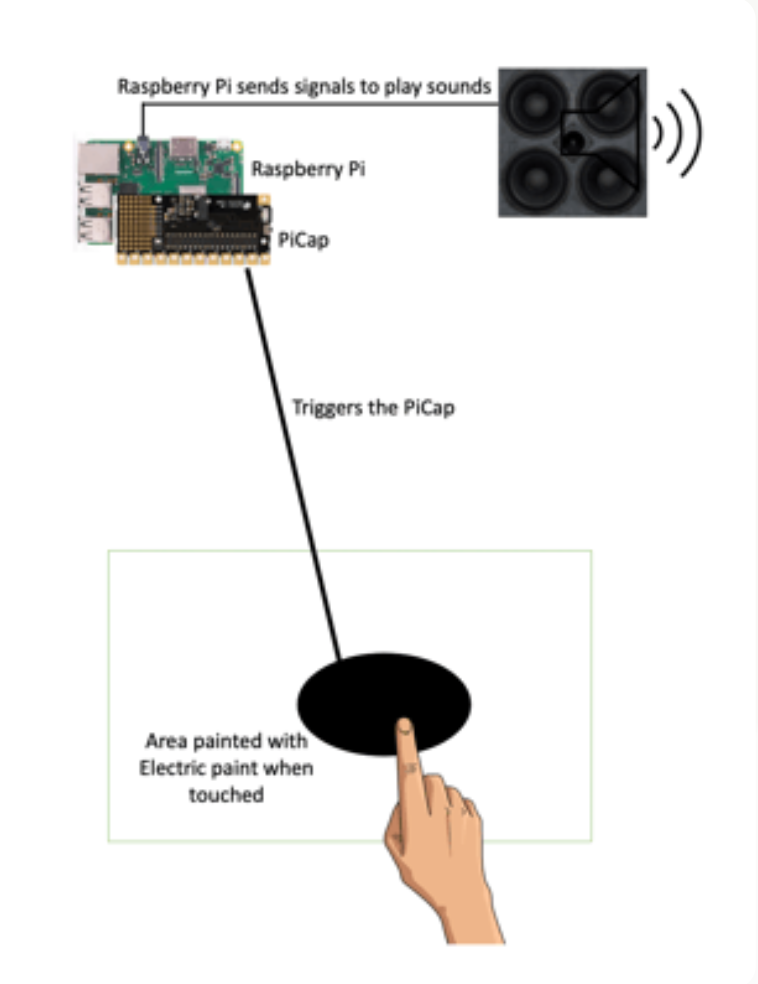 Raspberry Pi sends signals to play sounds
Raspberry Pi
PiCap
Triggers the PiCap
Area painted with
Electric paint when
touched